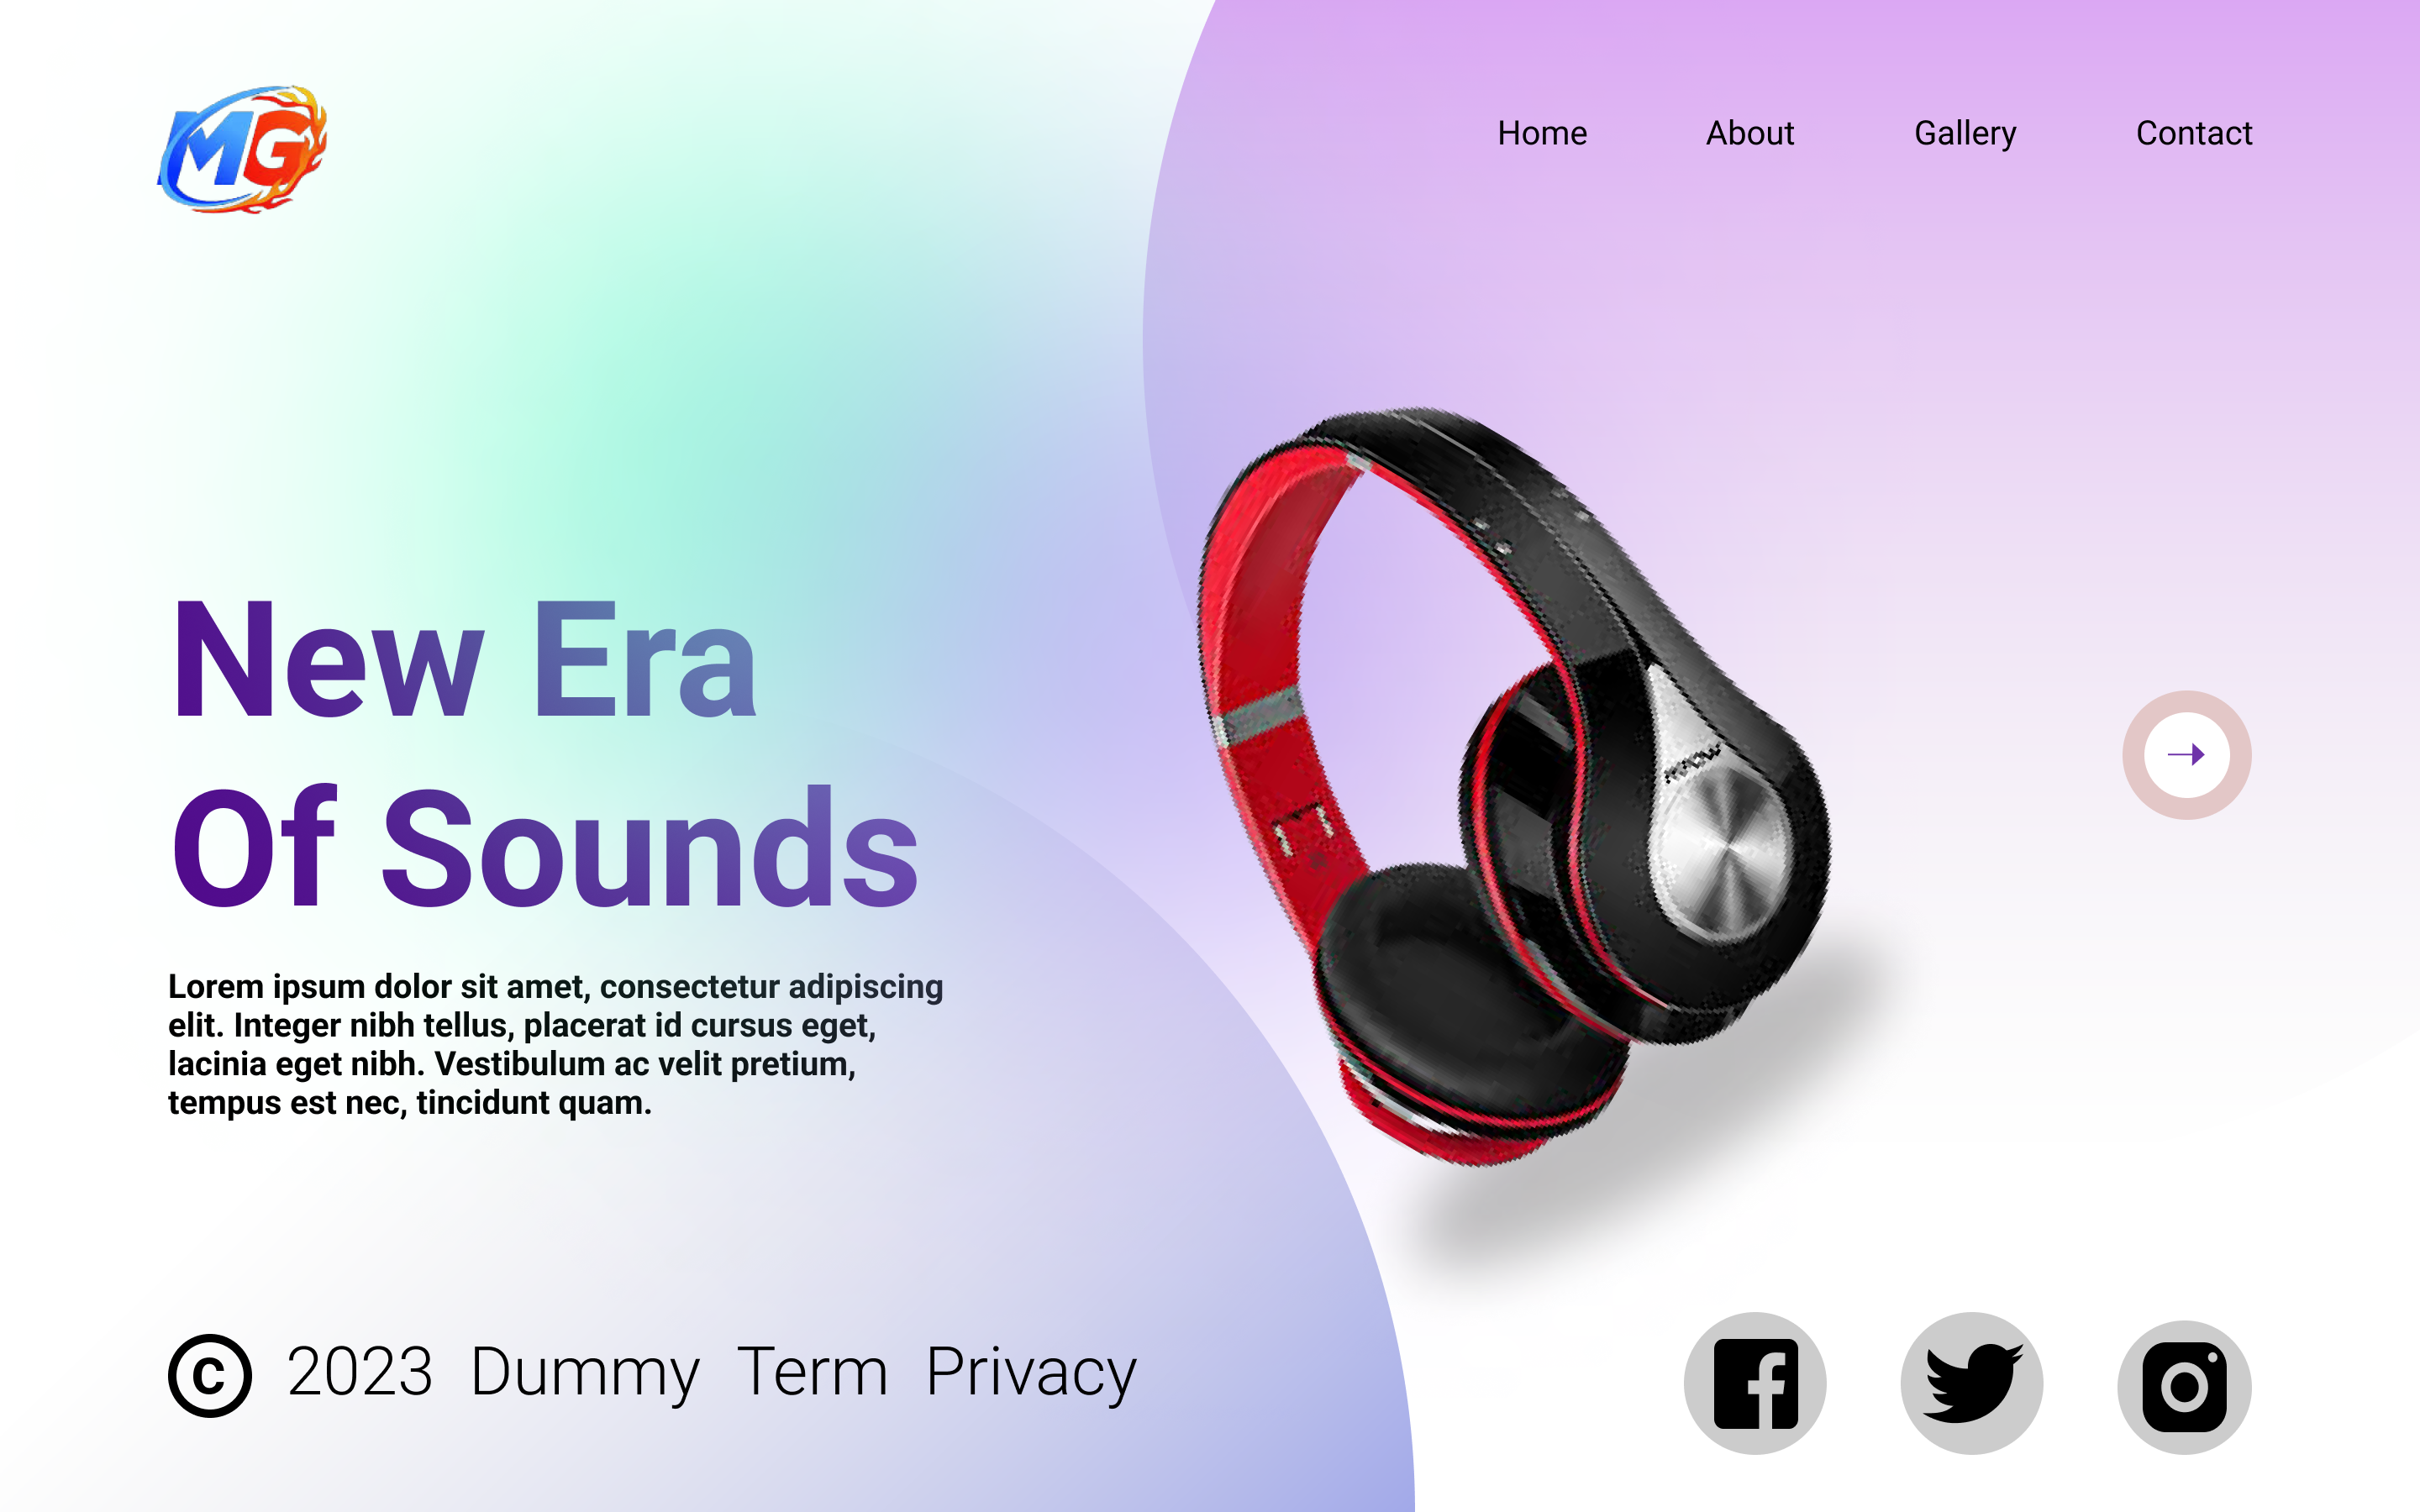 MG
Home About Gallery Contact
New Era
Of Sounds
Lorem ipsum dolor sit amet, consectetur adipiscing
elit. Integer nibh tellus, placerat id cursus eget,
lacinia eget nibh. Vestibulum ac velit pretium,
tempus est nec, tincidunt quam.
© 2023 Dummy Term Privacy